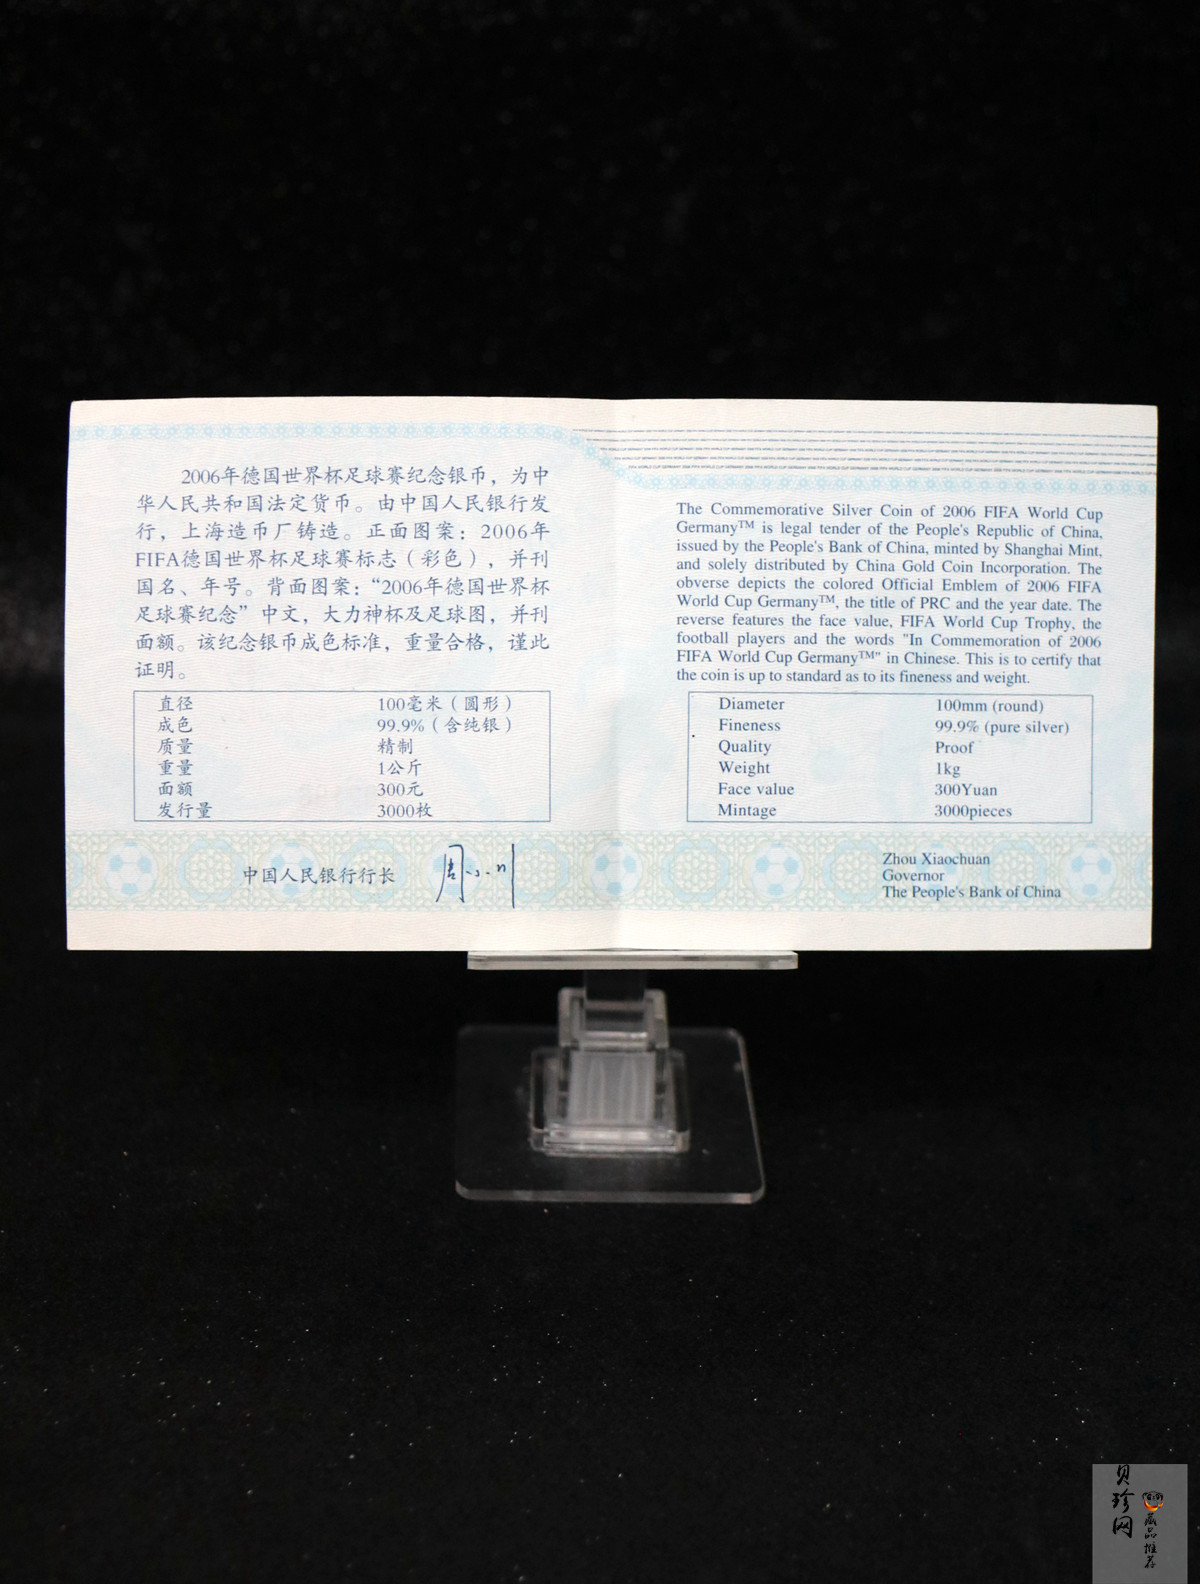 2006年德国世界杯足球赛纪念银币，为中
华人民共和国法定货币。由中国人民银行发
行，上海造币厂铸造。正面图案：2006年
FIFA德国世界杯足球赛标志（彩色），并刊
国名、年号。背面图案：“2006年德国世界杯
足球赛纪念”中文，大力神杯及足球图，并刊
面额。该纪念银币成色标准，重量合格，谨此
证明。
直径 100毫米（圆形）
成色 99.9%（含纯银）
质量 精制
重量 1公斤
面额 300元
发行量 3000枚
中国人民银行行长 周小川
The Commemorative Silver Coin of 2006 FIFA World Cup
Germany™ is legal tender of the People's Republic of China,
issued by the People's Bank of China, minted by Shanghai Mint,
and solely distributed by China Gold Coin Incorporation. The
obverse depicts the colored Official Emblem of 2006 FIFA
World Cup Germany™, the title of PRC and the year date. The
reverse features the face value, FIFA World Cup Trophy, the
football players and the words "In Commemoration of 2006
FIFA World Cup Germany™" in Chinese. This is to certify that
the coin is up to standard as to its fineness and weight.
Diameter 100mm (round)
Fineness 99.9% (pure silver)
Quality Proof
Weight 1kg
Face value 300Yuan
Mintage 3000pieces
Zhou Xiaochuan
Governor
The People's Bank of China
贝珍网
藏品推荐